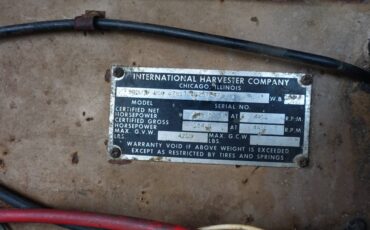 INTERNATIONAL HARVESTER COMPANY
CHICAGO, ILLINOIS
W.B.
MODEL SERIAL NO.
CERTIFIED NET
HORSEPOWER AT R.P.M
CERTIFIED GROSS
HORSEPOWER AT R.P.M
MAX. G.V.W. MAX. G.C.W
LBS. LBS.
WARRANTY VOID IF ABOVE WEIGHT IS EXCEEDED
EXCEPT AS RESTRICTED BY TIRES AND SPRINGS